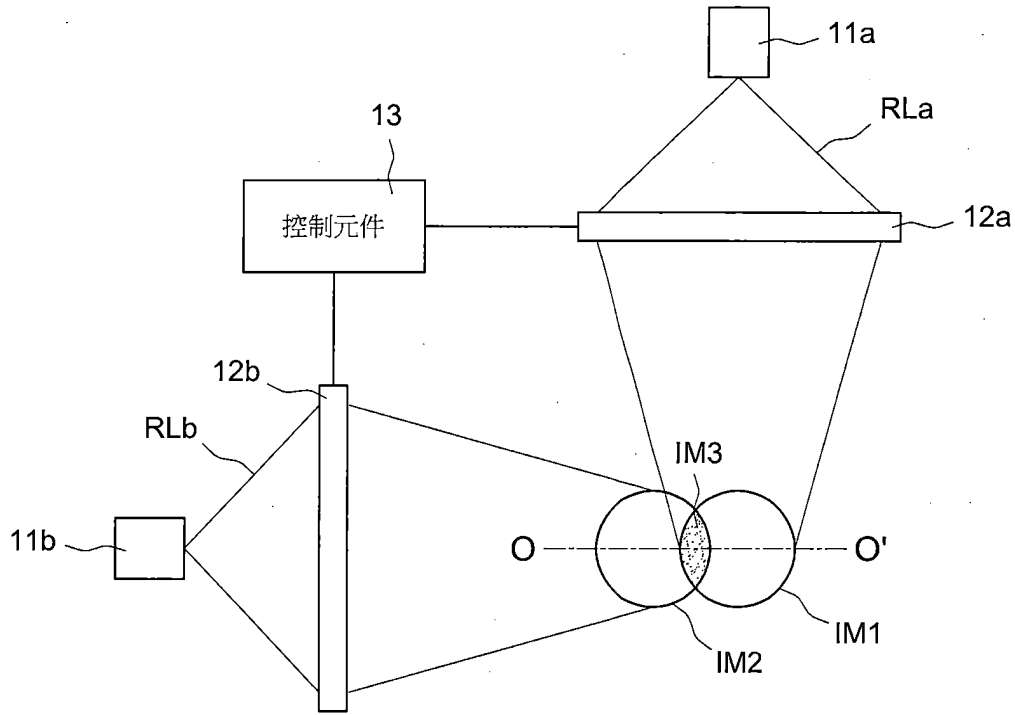 11a
RLa
13
控制元件
12a
12b
RLb
IM3
11b
O
O'
IM1
IM2